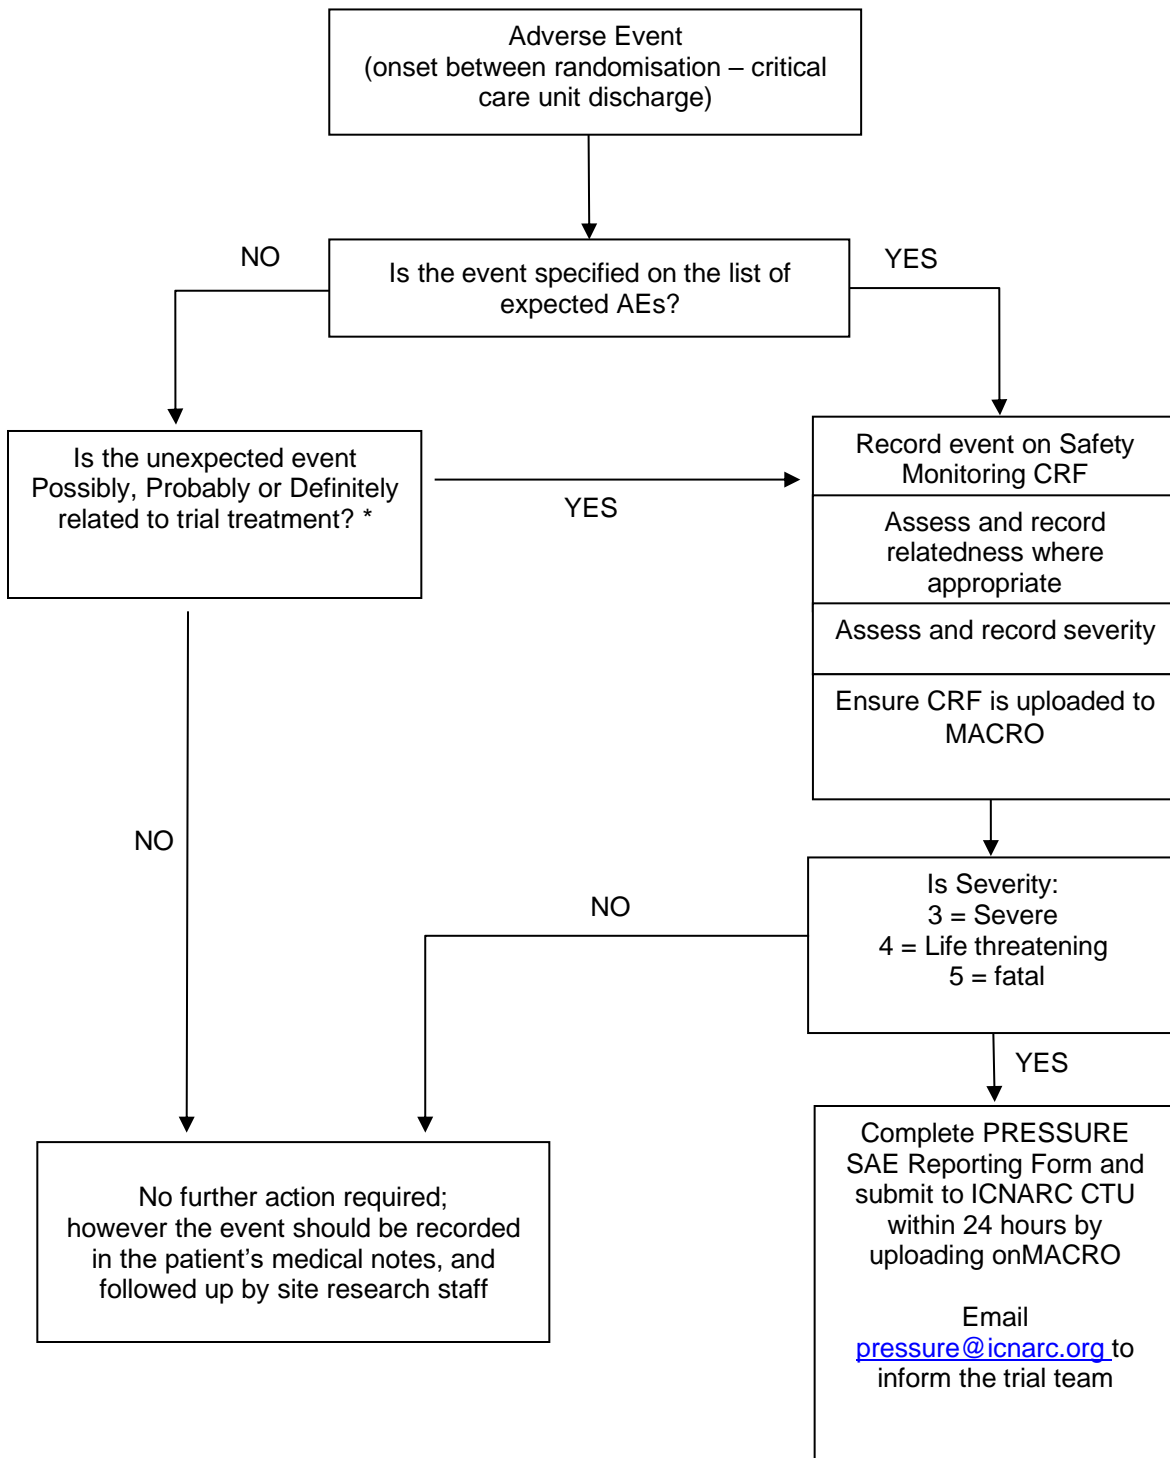 Adverse Event
(onset between randomisation – critical
care unit discharge)
NO
YES
Is the event specified on the list of
expected AEs?
Is the unexpected event
Possibly, Probably or Definitely
related to trial treatment? *
YES
Record event on Safety
Monitoring CRF
Assess and record
relatedness where
appropriate
Assess and record severity
Ensure CRF is uploaded to
MACRO
NO
NO
Is Severity:
3 = Severe
4 = Life threatening
5 = fatal
YES
No further action required;
however the event should be recorded
in the patient's medical notes, and
followed up by site research staff
Complete PRESSURE
SAE Reporting Form and
submit to ICNARC CTU
within 24 hours by
uploading onMACRO
Email
pressure@icnarc.org to
inform the trial team